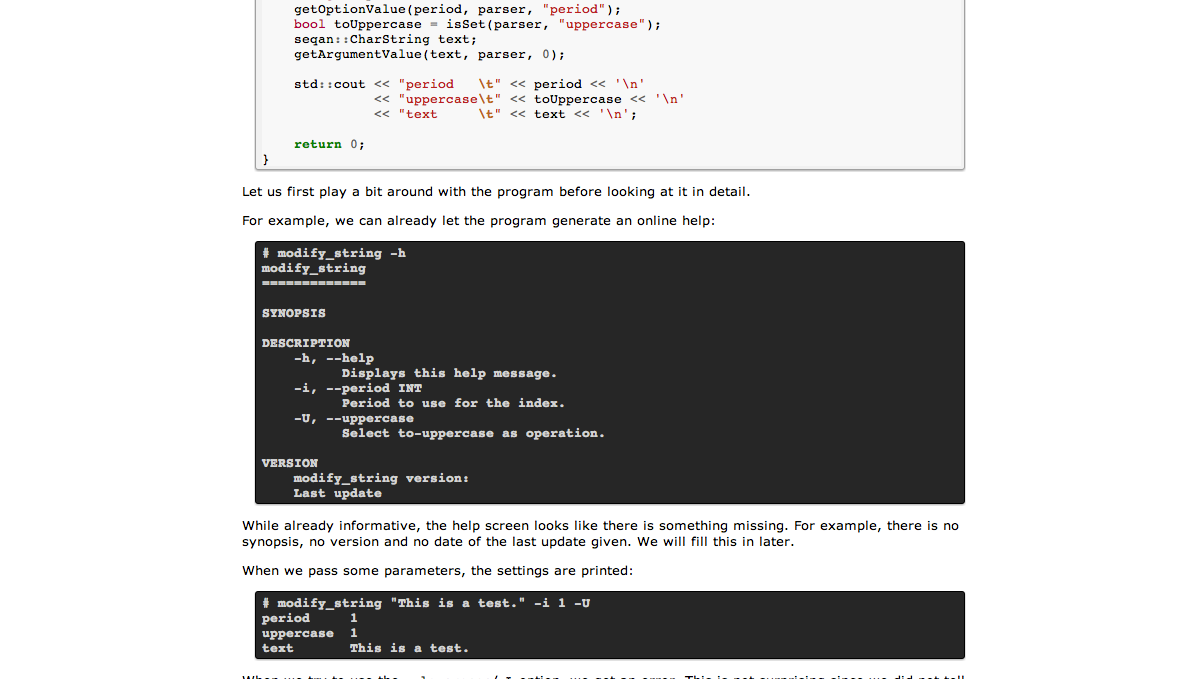 getOptionValue(period, parser, "period");
bool toUppercase = isSet(parser, "uppercase");
seqan::CharString text;
getArgumentValue(text, parser, 0);
std::cout << "period   \t" << period << '\n'
<< "uppercase\t" << toUppercase << '\n'
<< "text     \t" << text << '\n';
return 0;
}
Let us first play a bit around with the program before looking at it in detail.
For example, we can already let the program generate an online help:
# modify_string -h
modify_string
=============
SYNOPSIS
DESCRIPTION
-h, --help
Displays this help message.
-i, --period INT
Period to use for the index.
-U, --uppercase
Select to-uppercase as operation.
VERSION
modify_string version:
Last update
While already informative, the help screen looks like there is something missing. For example, there is no
synopsis, no version and no date of the last update given. We will fill this in later.
When we pass some parameters, the settings are printed:
# modify_string "This is a test." -i 1 -U
period     1
uppercase  1
text       This is a test.